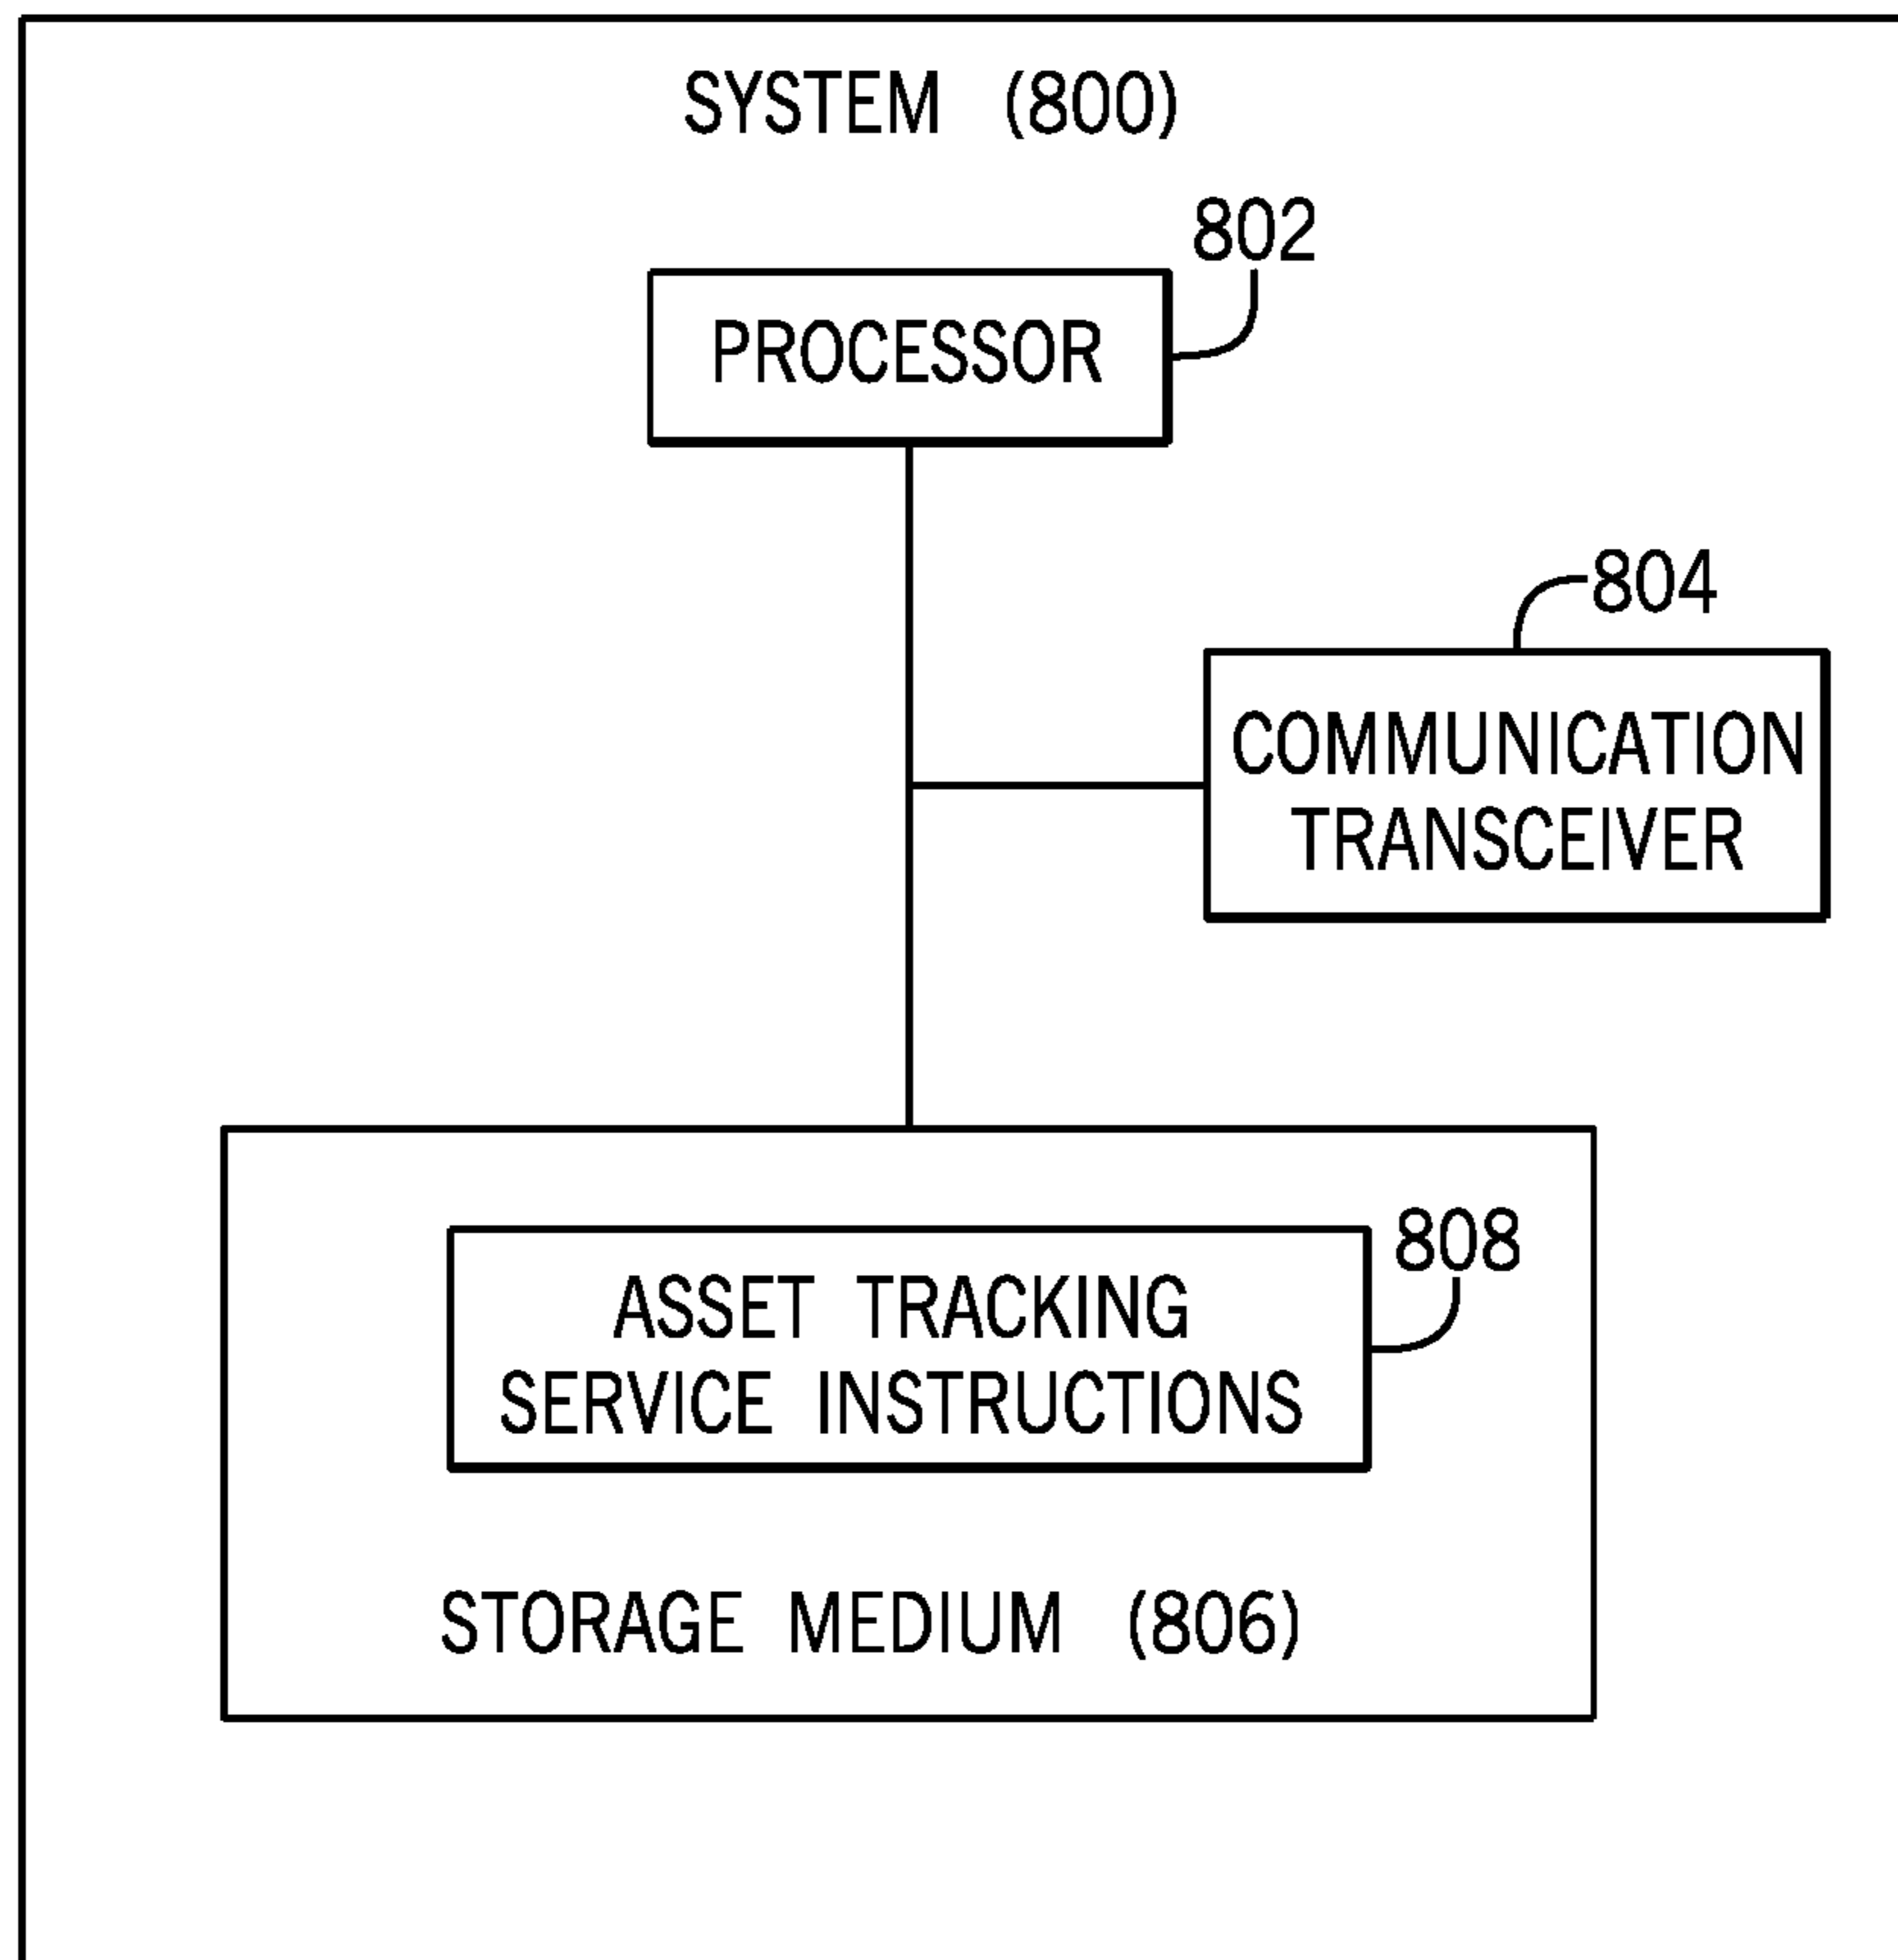 SYSTEM (800)
802
PROCESSOR
804
COMMUNICATION
TRANSCEIVER
808
ASSET TRACKING
SERVICE INSTRUCTIONS
STORAGE MEDIUM (806)